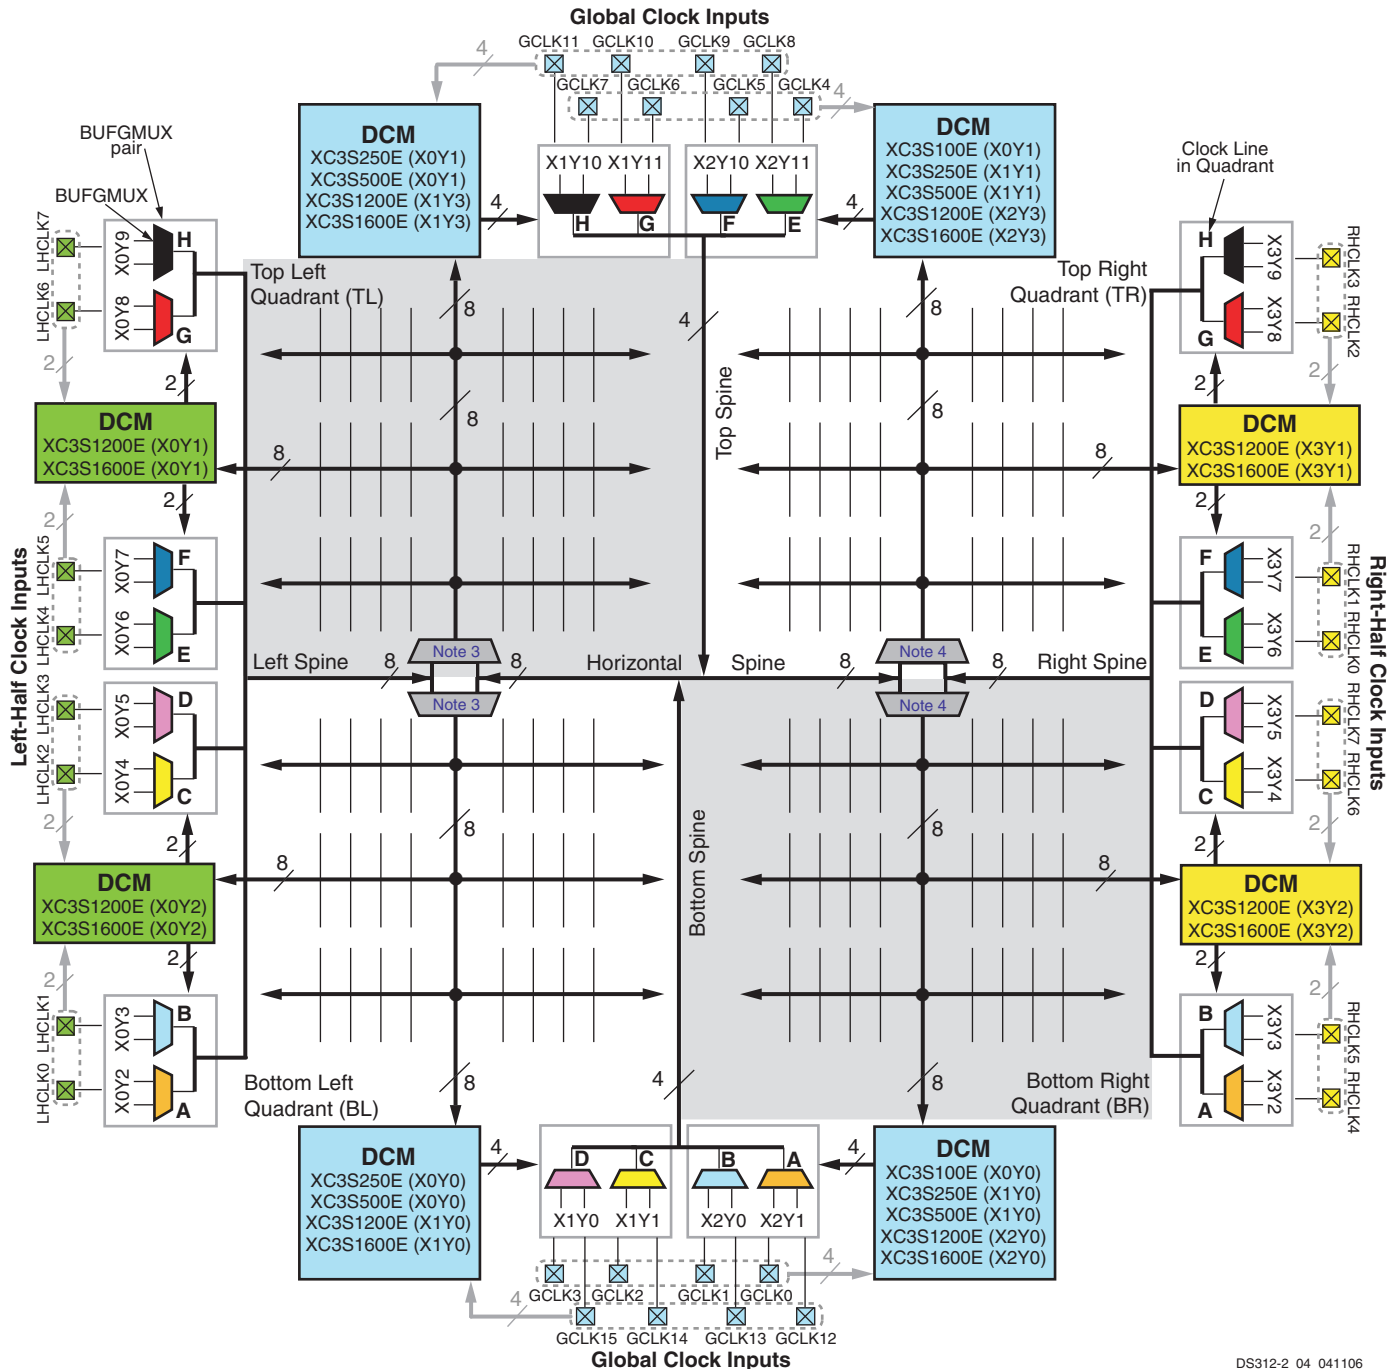 Global Clock Inputs
GCLK11 GCLK10 GCLK9 GCLK8
4
GCLK7 GCLK6 GCLK5 GCLK4
4
DCM
XC3S250E (X0Y1)
XC3S500E (X0Y1)
XC3S1200E (X1Y3)
XC3S1600E (X1Y3)
4
X1Y10 X1Y11 X2Y10 X2Y11
H G F E
4
DCM
XC3S100E (X0Y1)
XC3S250E (X1Y1)
XC3S500E (X1Y1)
XC3S1200E (X2Y3)
XC3S1600E (X2Y3)
BUFGMUX
pair
BUFGMUX
Clock Line
in Quadrant
LHCLK7
LHCLK6
X0Y9
H
X0Y8
G
2
2
DCM
XC3S1200E (X0Y1)
XC3S1600E (X0Y1)
2
2
LHCLK5
LHCLK4
X0Y7
F
X0Y6
E
Left-Half Clock Inputs
LHCLK3
LHCLK2
X0Y5
D
X0Y4
C
2
2
DCM
XC3S1200E (X0Y2)
XC3S1600E (X0Y2)
2
2
LHCLK1
LHCLK0
X0Y3
B
X0Y2
A
Top Left
Quadrant (TL)
8
8
8
4
Top Spine
Top Right
Quadrant (TR)
8
8
8
Note 3
Note 4
Left Spine
8
8
Horizontal
Spine
8
8
Right Spine
Note 3
Note 4
8
8
8
Bottom Spine
4
Bottom Left
Quadrant (BL)
8
8
8
Bottom Right
Quadrant (BR)
H
X3Y9
G
X3Y8
RHCLK3
RHCLK2
2
2
DCM
XC3S1200E (X3Y1)
XC3S1600E (X3Y1)
2
2
F
X3Y7
E
X3Y6
RHCLK1
RHCLK0
Right-Half Clock Inputs
D
X3Y5
C
X3Y4
RHCLK7
RHCLK6
2
2
DCM
XC3S1200E (X3Y2)
XC3S1600E (X3Y2)
2
2
B
X3Y3
A
X3Y2
RHCLK5
RHCLK4
DCM
XC3S250E (X0Y0)
XC3S500E (X0Y0)
XC3S1200E (X1Y0)
XC3S1600E (X1Y0)
4
D C B A
X1Y0 X1Y1 X2Y0 X2Y1
4
DCM
XC3S100E (X0Y0)
XC3S250E (X1Y0)
XC3S500E (X1Y0)
XC3S1200E (X2Y0)
XC3S1600E (X2Y0)
4
GCLK3 GCLK2 GCLK1 GCLK0
4
GCLK15 GCLK14 GCLK13 GCLK12
Global Clock Inputs
DS312-2_04_041106